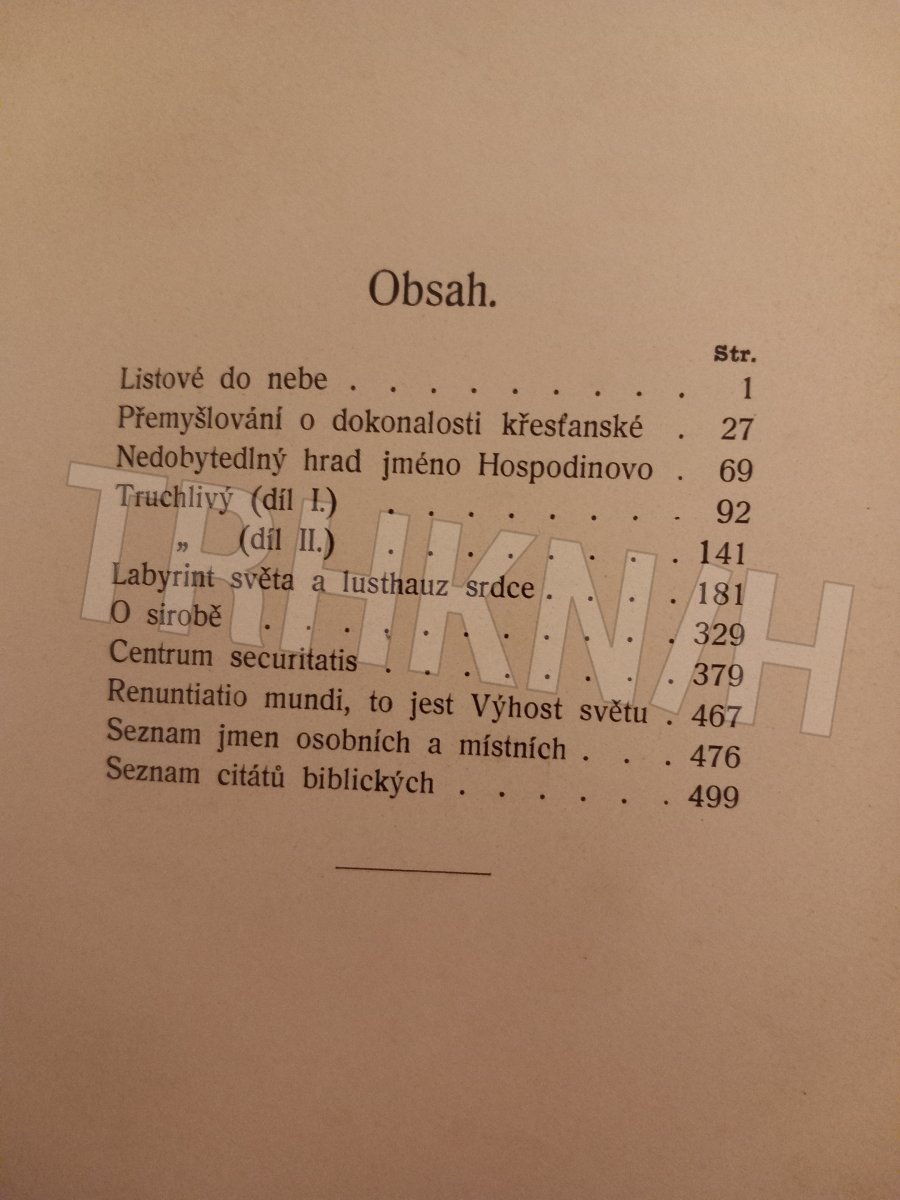 Obsah.
Str.
Listové do nebe . . . . . . . . . 1
Přemyšlování o dokonalosti křesťanské . 27
Nedobytedlný hrad jméno Hospodinovo . 69
Truchlivý (díl I.) . . . . . . . . 92
„ (díl II.) . . . . . . . . 141
Labyrint světa a lusthauz srdce . . . . 181
O sirobě . . . . . . . . . . . 329
Centrum securitatis . . . . . . . . 379
Renuntiatio mundi, to jest Výhost světu . 467
Seznam jmen osobních a místních . . . 476
Seznam citátů biblických . . . . . . 499
TRHKNIH